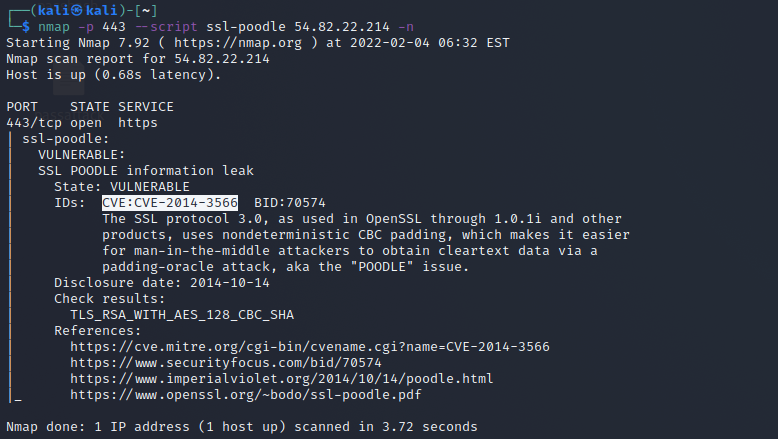 ┌──(kali㉿kali)-[~]
└─$ nmap -p 443 --script ssl-poodle 54.82.22.214 -n
Starting Nmap 7.92 ( https://nmap.org ) at 2022-02-04 06:32 EST
Nmap scan report for 54.82.22.214
Host is up (0.68s latency).

PORT    STATE SERVICE
443/tcp open  https
| ssl-poodle:
|   VULNERABLE:
|   SSL POODLE information leak
|     State: VULNERABLE
|     IDs:  CVE:CVE-2014-3566  BID:70574
|           The SSL protocol 3.0, as used in OpenSSL through 1.0.1i and other
|           products, uses nondeterministic CBC padding, which makes it easier
|           for man-in-the-middle attackers to obtain cleartext data via a
|           padding-oracle attack, aka the "POODLE" issue.
|     Disclosure date: 2014-10-14
|     Check results:
|       TLS_RSA_WITH_AES_128_CBC_SHA
|     References:
|       https://cve.mitre.org/cgi-bin/cvename.cgi?name=CVE-2014-3566
|       https://www.securityfocus.com/bid/70574
|       https://www.imperialviolet.org/2014/10/14/poodle.html
|_      https://www.openssl.org/~bodo/ssl-poodle.pdf

Nmap done: 1 IP address (1 host up) scanned in 3.72 seconds